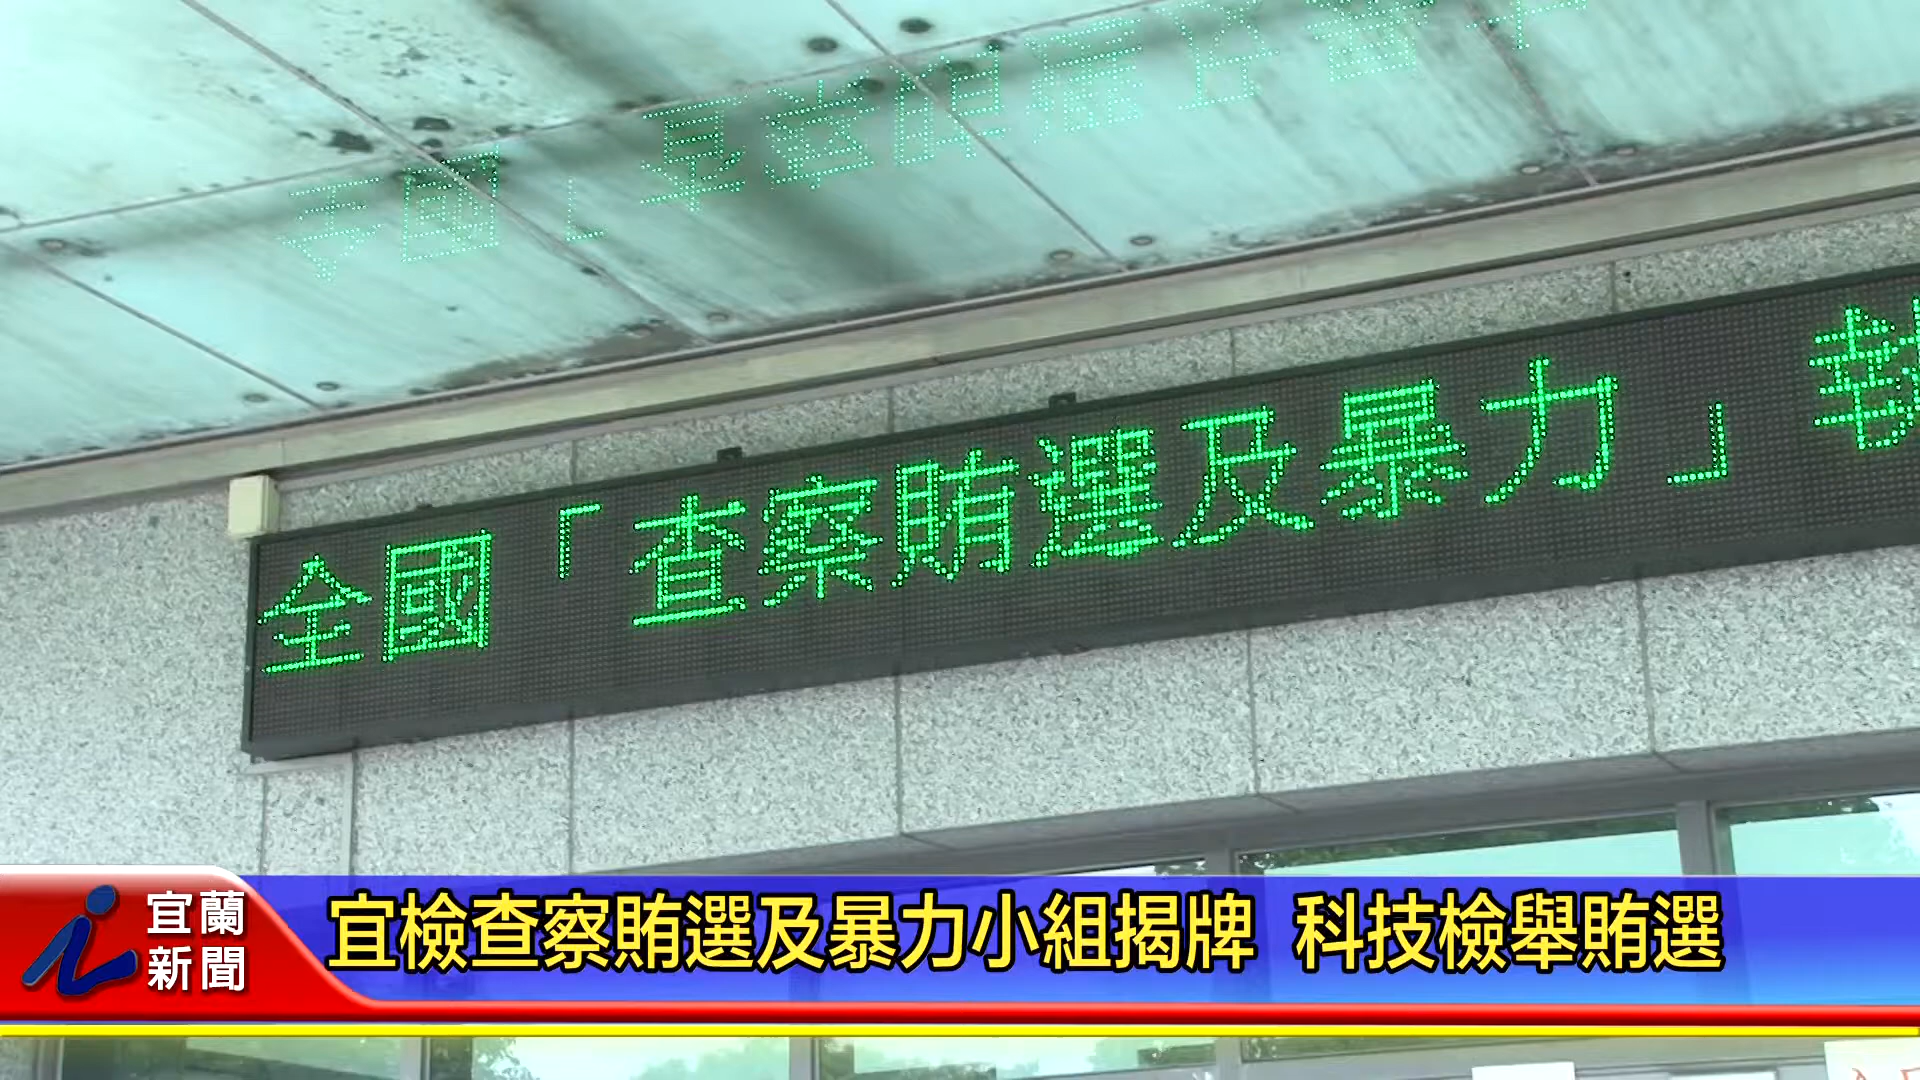 全國「查察賄選及暴力」執
宜蘭
新聞
宜檢查察賄選及暴力小組揭牌 科技檢舉賄選